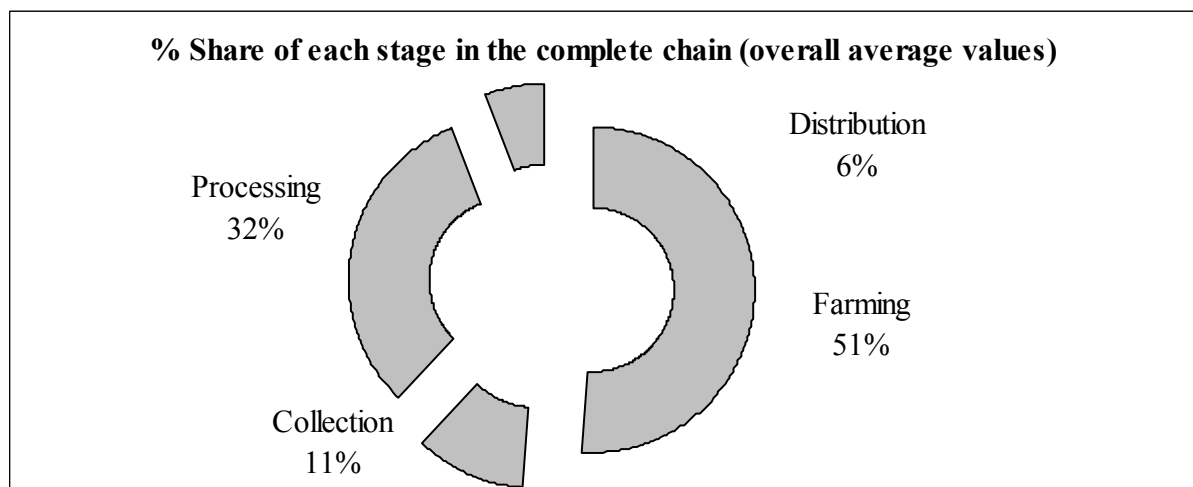 % Share of each stage in the complete chain (overall average values)
Distribution
6%
Processing
32%
Farming
51%
Collection
11%